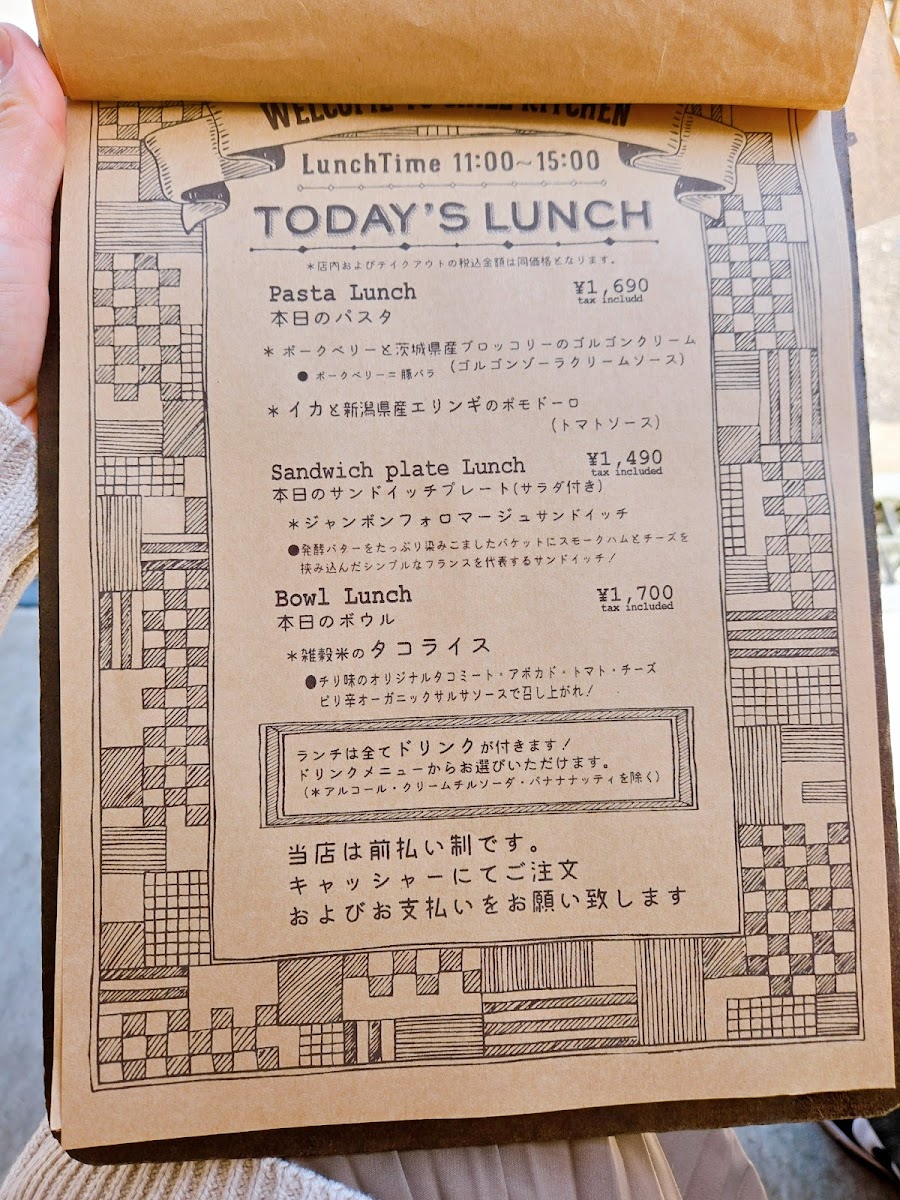 WELCOME TO
KITCHEN
LunchTime 11:00~15:00
TODAY'S LUNCH
*店内およびテイクアウトの税込金額は同価格となります。
Pasta Lunch ¥1,690
tax includd
本日のパスタ
*ポークベリーと茨城県産ブロッコリーのゴルゴンクリーム
(ゴルゴンゾーラクリームソース)
●ポークベリー=豚バラ
*イカと新潟県産エリンギのポモドーロ
(トマトソース)
Sandwich plate Lunch ¥1,490
tax included
本日のサンドイッチプレート(サラダ付き)
*ジャンボンフォロマージュサンドイッチ
●発酵バターをたっぷり染みこましたバケットにスモークハムとチーズを
挟み込んだシンプルなフランスを代表するサンドイッチ!
Bowl Lunch ¥1,700
tax included
本日のボウル
*雑穀米のタコライス
●チリ味のオリジナルタコミート・アボカド・トマト・チーズ
ピリ辛オーガニックサルサソースで召し上がれ!
ランチは全てドリンクが付きます!
ドリンクメニューからお選びいただけます。
(*アルコール・クリームチルソーダ・バナナナッティを除く)
当店は前払い制です。
キャッシャーにてご注文
およびお支払いをお願い致します